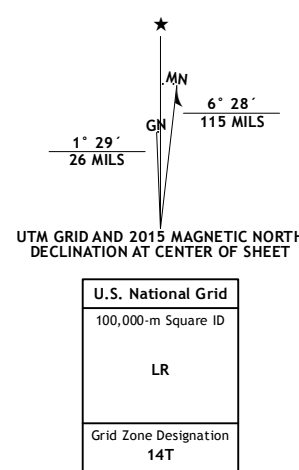 ★
MN
GN
6° 28´
115 MILS
1° 29´
26 MILS
UTM GRID AND 2015 MAGNETIC NORTH
DECLINATION AT CENTER OF SHEET
U.S. National Grid
100,000-m Square ID
LR
Grid Zone Designation
14T